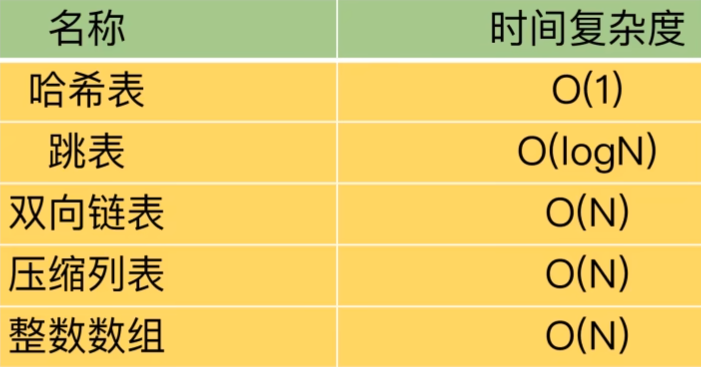 名称 时间复杂度
哈希表 O(1)
跳表 O(logN)
双向链表 O(N)
压缩列表 O(N)
整数数组 O(N)